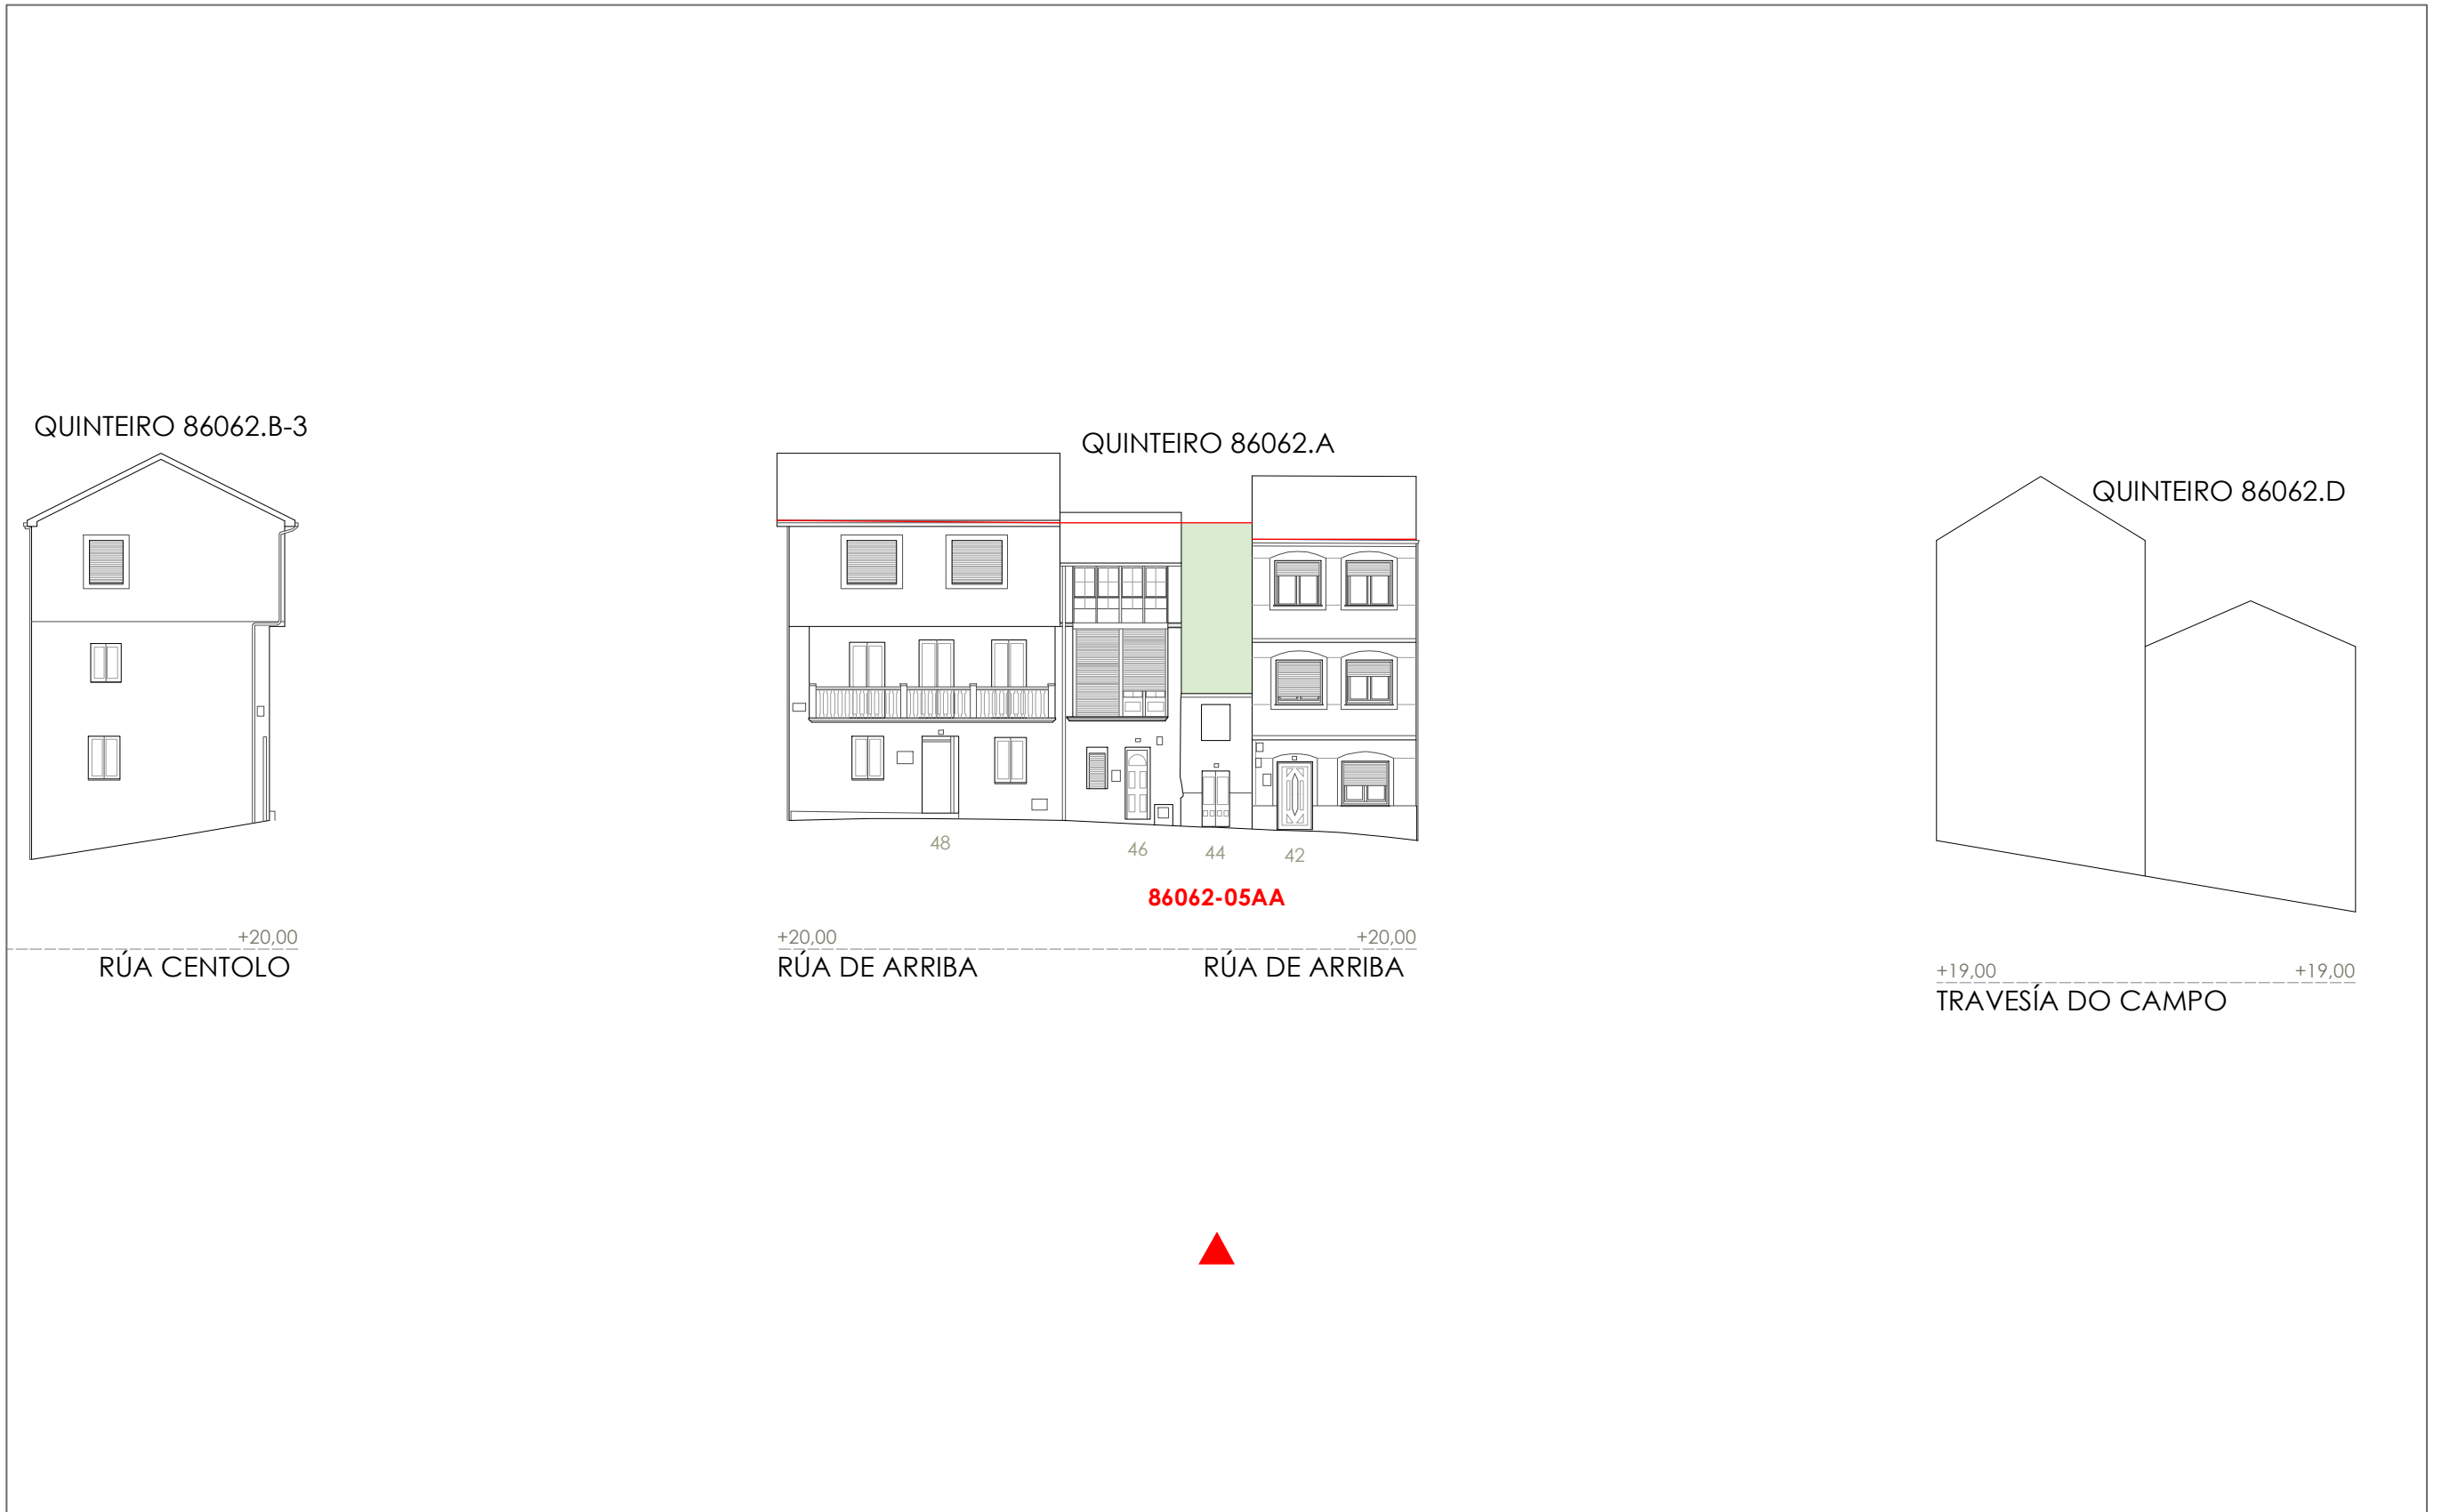 QUINTEIRO 86062.B-3
QUINTEIRO 86062.A
QUINTEIRO 86062.D
48
46
44
42
86062-05AA
+20,00
RÚA CENTOLO
+20,00
+20,00
RÚA DE ARRIBA
RÚA DE ARRIBA
+19,00
+19,00
TRAVESÍA DO CAMPO